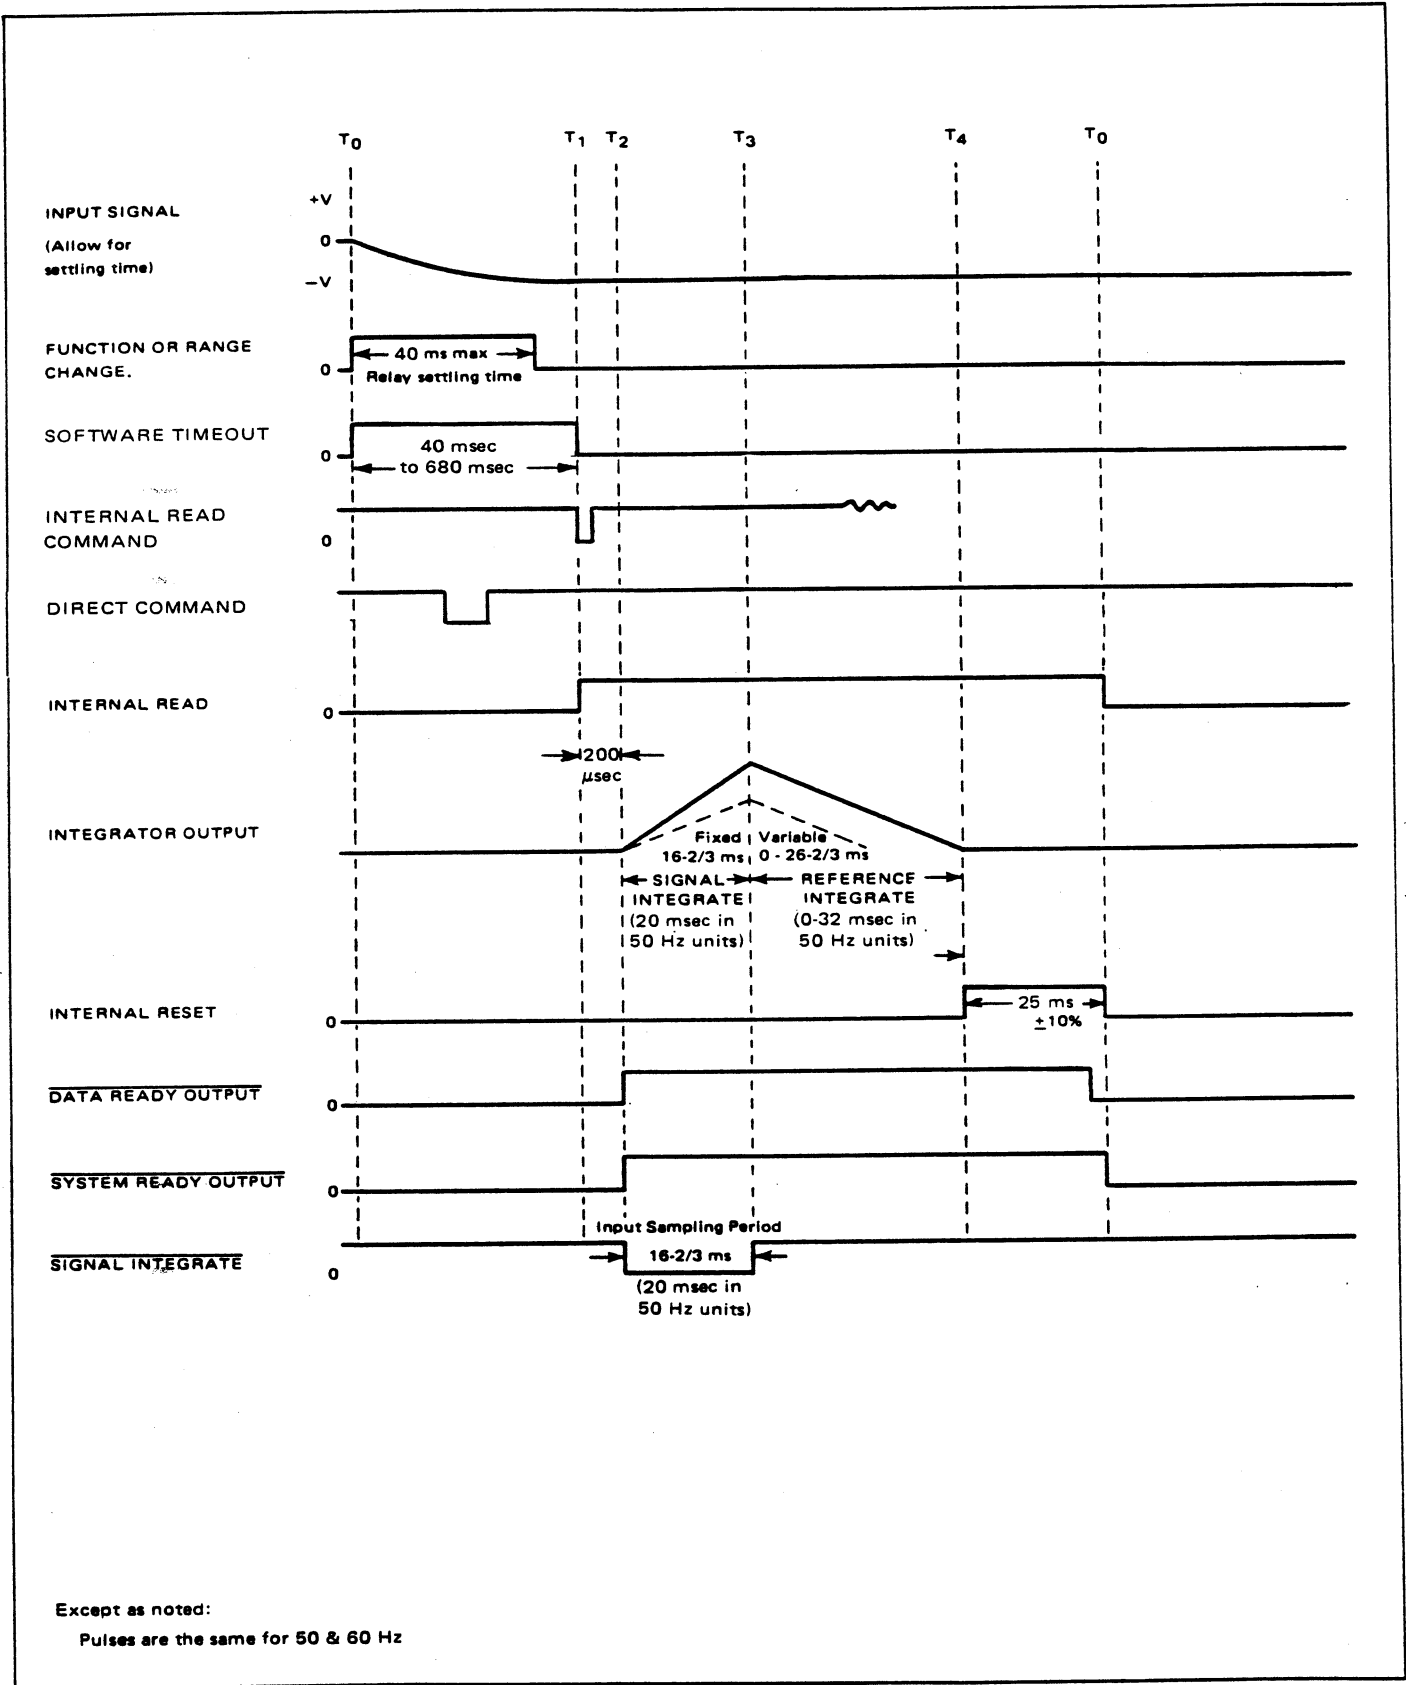 T0 T1 T2 T3 T4 T0
INPUT SIGNAL
(Allow for
settling time)
+V
0
−V
FUNCTION OR RANGE
CHANGE.
0
40 ms max
Relay settling time
SOFTWARE TIMEOUT
0
40 msec
to 680 msec
INTERNAL READ
COMMAND
0
DIRECT COMMAND
INTERNAL READ
0
200
μsec
INTEGRATOR OUTPUT
Fixed
16-2/3 ms
Variable
0 - 26-2/3 ms
SIGNAL
INTEGRATE
(20 msec in
50 Hz units)
REFERENCE
INTEGRATE
(0-32 msec in
50 Hz units)
INTERNAL RESET
0
25 ms
±10%
DATA READY OUTPUT
0
SYSTEM READY OUTPUT
0
SIGNAL INTEGRATE
0
Input Sampling Period
16-2/3 ms
(20 msec in
50 Hz units)
Except as noted:
Pulses are the same for 50 & 60 Hz